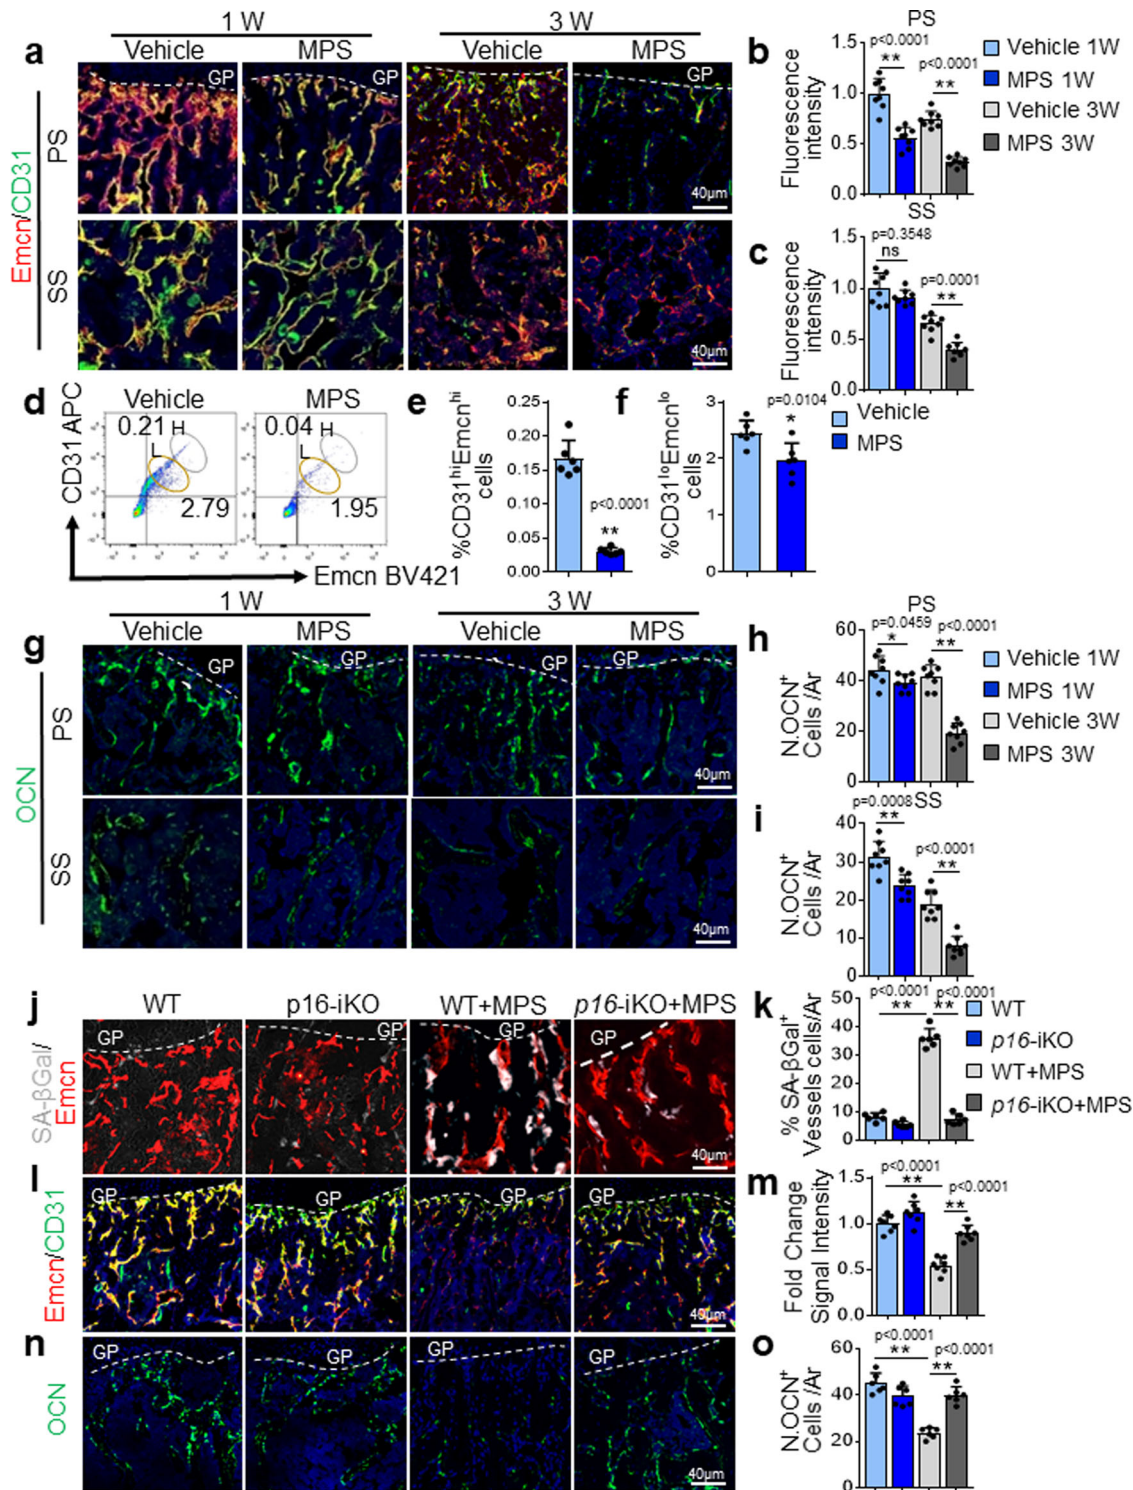 1 W
3 W
a
Vehicle
MPS
Vehicle
MPS
GP
GP
GP
GP
Emcn/CD31
PS
40μm
SS
40μm
b
PS
p<0.0001
p<0.0001
**
**
Fluorescence
intensity
1.5
1.0
0.5
0.0
Vehicle 1W
MPS 1W
Vehicle 3W
MPS 3W
c
SS
p=0.3548
ns
p=0.0001
**
Fluorescence
intensity
1.5
1.0
0.5
0.0
d
Vehicle
MPS
CD31 APC
0.21 H
L
2.79
0.04 H
L
1.95
Emcn BV421
e
%CD31hiEmcnhi
cells
0.25
0.20
0.15
0.10
0.05
0.00
p<0.0001
**
f
%CD31loEmcnlo
cells
3
2
1
0
p=0.0104
*
Vehicle
MPS
1 W
3 W
g
Vehicle
MPS
Vehicle
MPS
GP
GP
GP
GP
OCN
PS
40μm
SS
40μm
h
PS
p=0.0459
p<0.0001
*
**
N.OCN+
Cells /Ar
60
40
20
0
Vehicle 1W
MPS 1W
Vehicle 3W
MPS 3W
i
SS
p=0.0008
**
p<0.0001
**
N.OCN+
Cells /Ar
40
30
20
10
0
j
WT
p16-iKO
WT+MPS
p16-iKO+MPS
GP
GP
GP
GP
SA-βGal/
Emcn
40μm
k
p<0.0001
p<0.0001
**
**
% SA-βGal+
Vessels cells/Ar
50
40
30
20
10
0
WT
p16-iKO
WT+MPS
p16-iKO+MPS
l
GP
GP
GP
GP
Emcn/CD31
40μm
m
p<0.0001
p<0.0001
**
**
Fold Change
Signal Intensity
1.5
1.0
0.5
0.0
n
GP
GP
GP
GP
OCN
40μm
o
p<0.0001
p<0.0001
**
**
N.OCN+
Cells /Ar
60
40
20
0